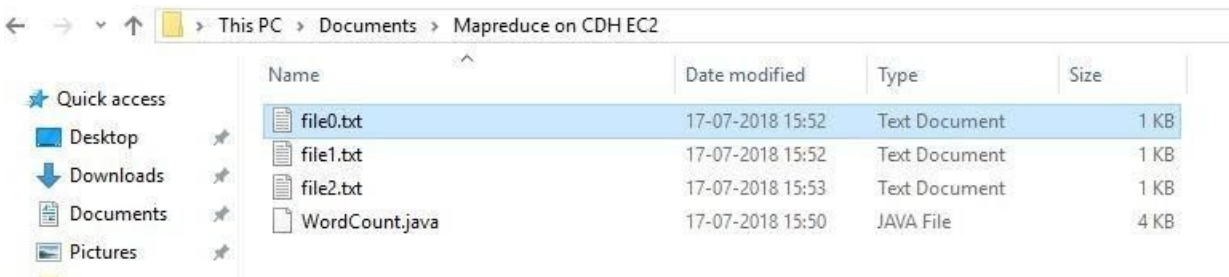 This PC > Documents > Mapreduce on CDH EC2
Name Date modified Type Size
Quick access
Desktop
Downloads
Documents
Pictures
file0.txt 17-07-2018 15:52 Text Document 1 KB
file1.txt 17-07-2018 15:52 Text Document 1 KB
file2.txt 17-07-2018 15:53 Text Document 1 KB
WordCount.java 17-07-2018 15:50 JAVA File 4 KB